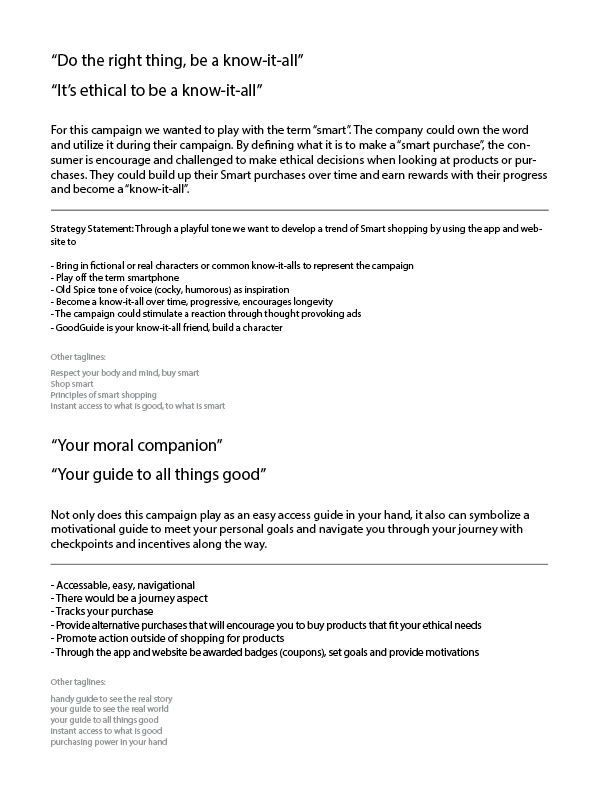 “Do the right thing, be a know-it-all”
“It’s ethical to be a know-it-all”
For this campaign we wanted to play with the term “smart”. The company could own the word
and utilize it during their campaign. By defining what it is to make a “smart purchase”, the con-
sumer is encourage and challenged to make ethical decisions when looking at products or pur-
chases. They could build up their Smart purchases over time and earn rewards with their progress
and become a “know-it-all”.
Strategy Statement: Through a playful tone we want to develop a trend of Smart shopping by using the app and web-
site to
- Bring in fictional or real characters or common know-it-alls to represent the campaign
- Play off the term smartphone
- Old Spice tone of voice (cocky, humorous) as inspiration
- Become a know-it-all over time, progressive, encourages longevity
- The campaign could stimulate a reaction through thought provoking ads
- GoodGuide is your know-it-all friend, build a character
Other taglines:
Respect your body and mind, buy smart
Shop smart
Principles of smart shopping
Instant access to what is good, to what is smart
“Your moral companion”
“Your guide to all things good”
Not only does this campaign play as an easy access guide in your hand, it also can symbolize a
motivational guide to meet your personal goals and navigate you through your journey with
checkpoints and incentives along the way.
- Accessable, easy, navigational
- There would be a journey aspect
- Tracks your purchase
- Provide alternative purchases that will encourage you to buy products that fit your ethical needs
- Promote action outside of shopping for products
- Through the app and website be awarded badges (coupons), set goals and provide motivations
Other taglines:
handy guide to see the real story
your guide to see the real world
your guide to all things good
Instant access to what is good
purchasing power in your hand